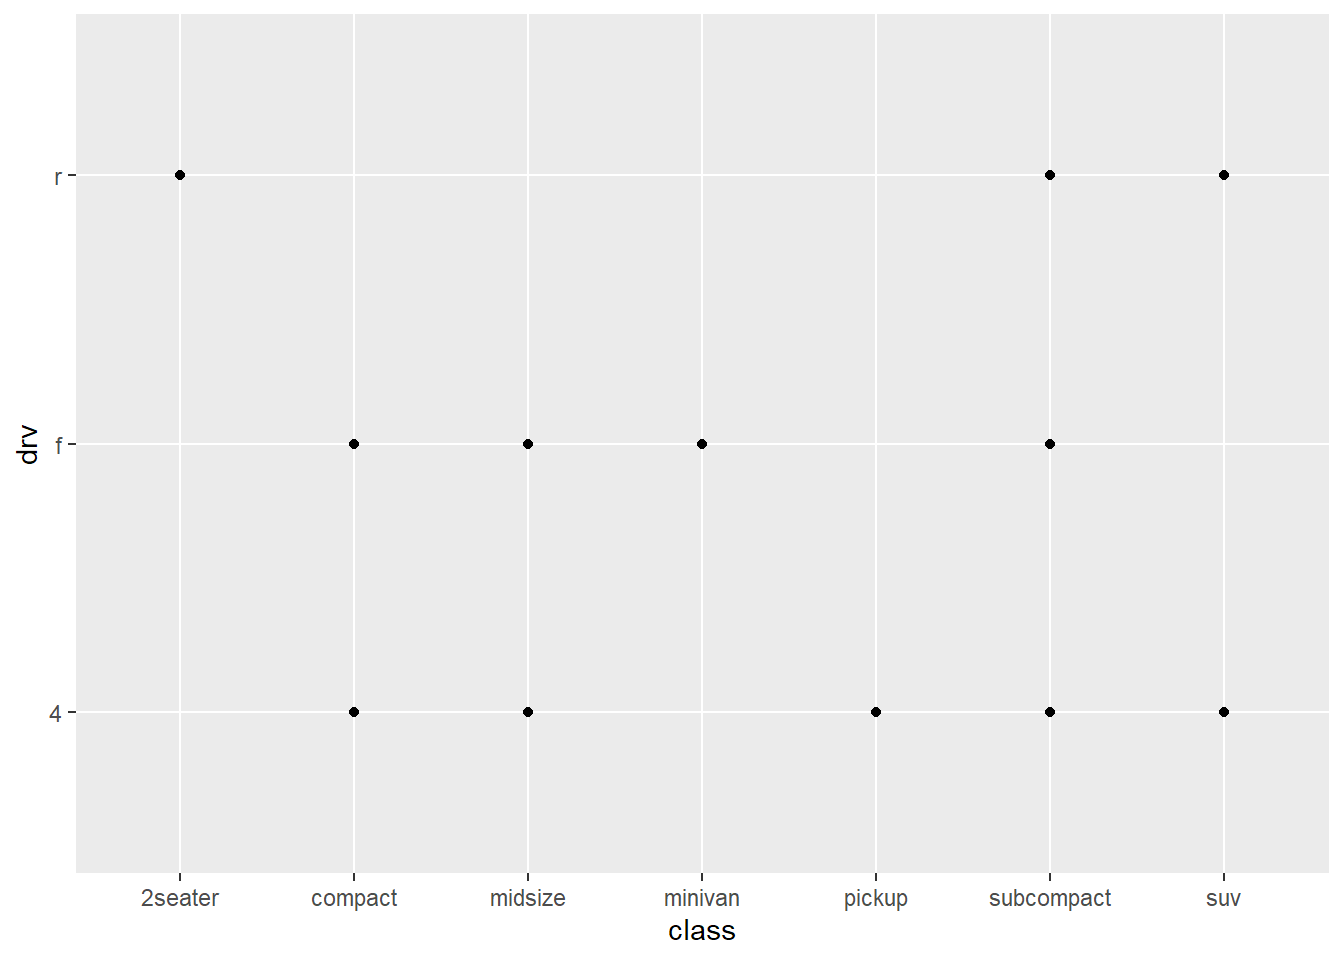 r
f
4
drv
2seater compact midsize minivan pickup subcompact suv
class